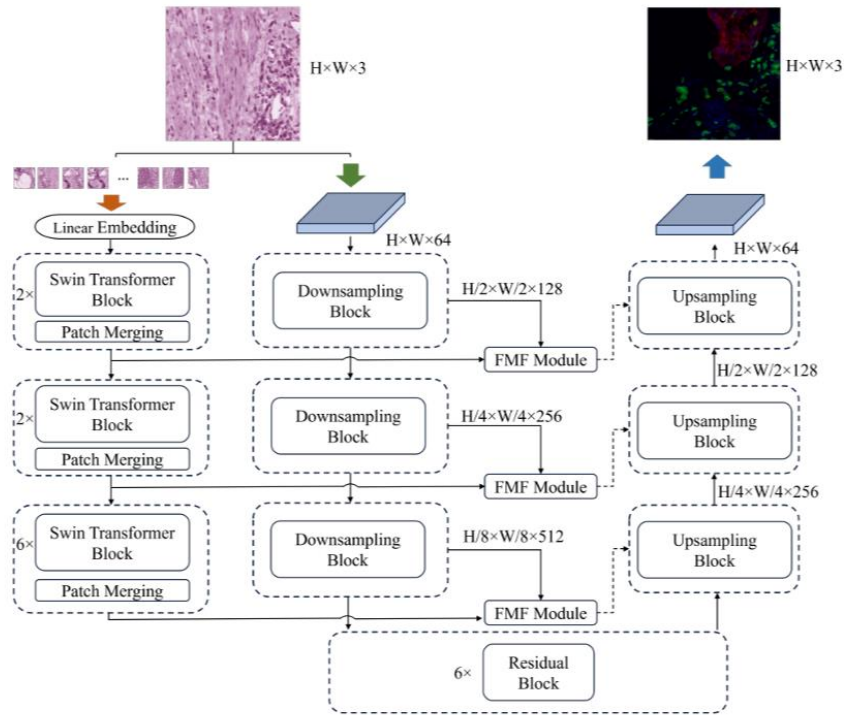 H×W×3
H×W×3
...
Linear Embedding
H×W×64
H×W×64
2×
Swin Transformer
Block
Patch Merging
Downsampling
Block
H/2×W/2×128
Upsampling
Block
FMF Module
H/2×W/2×128
2×
Swin Transformer
Block
Patch Merging
Downsampling
Block
H/4×W/4×256
Upsampling
Block
FMF Module
H/4×W/4×256
6×
Swin Transformer
Block
Patch Merging
Downsampling
Block
H/8×W/8×512
Upsampling
Block
FMF Module
6×
Residual
Block